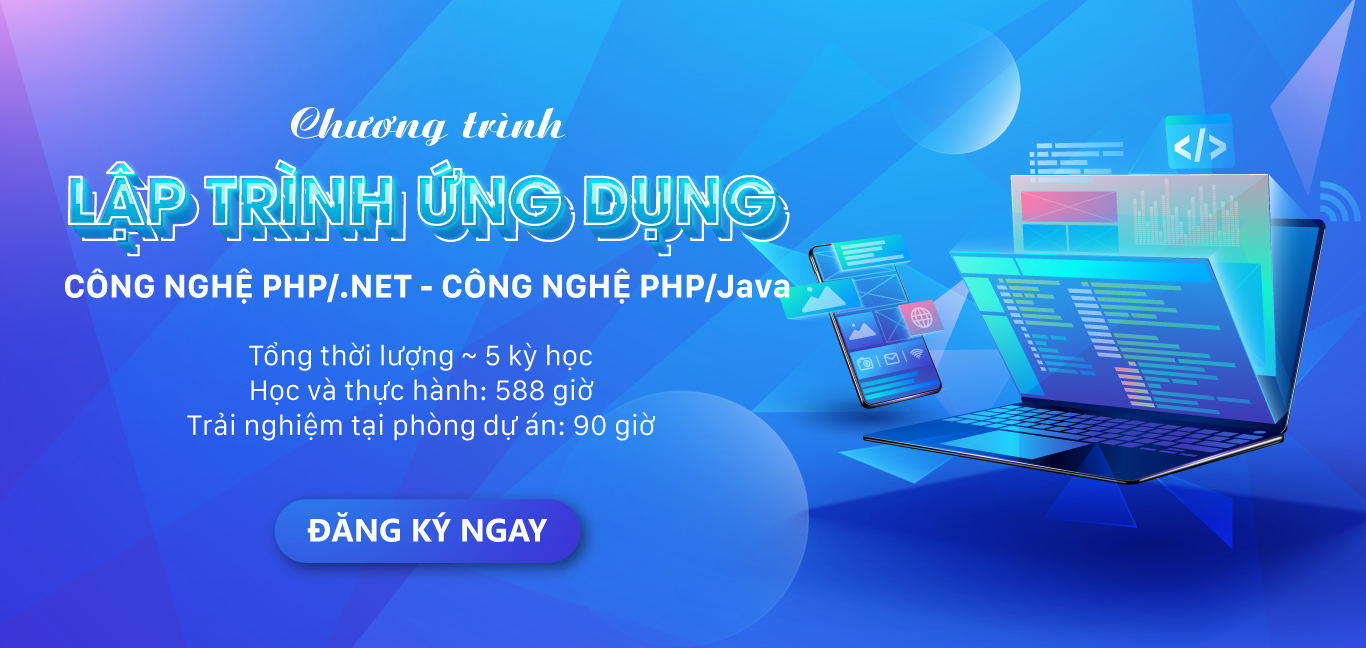 Chương trình
LẬP TRÌNH ỨNG DỤNG
CÔNG NGHỆ PHP/.NET - CÔNG NGHỆ PHP/Java
Tổng thời lượng ~ 5 kỳ học
Học và thực hành: 588 giờ
Trải nghiệm tại phòng dự án: 90 giờ
ĐĂNG KÝ NGAY
</>